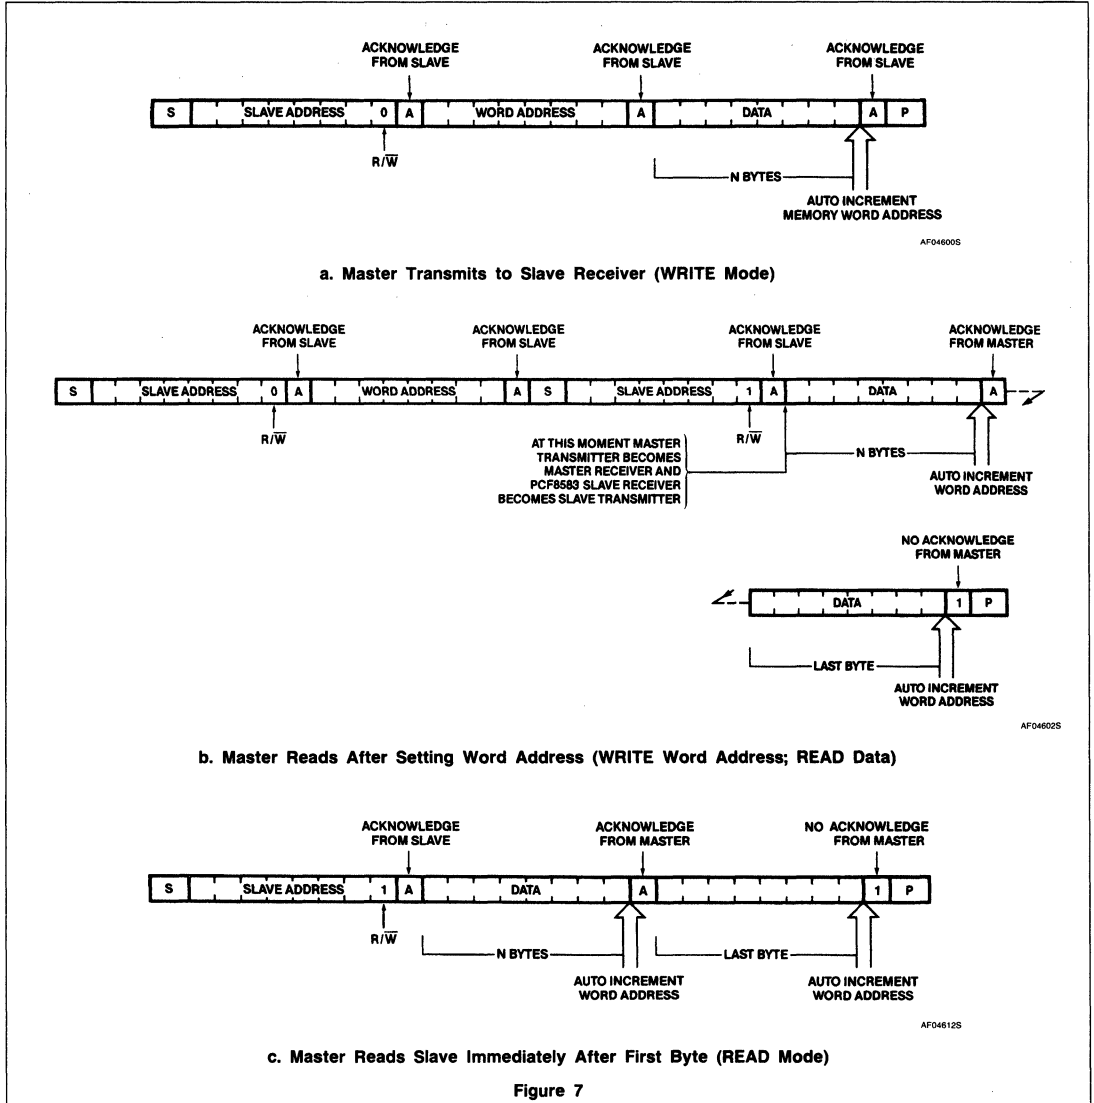 ACKNOWLEDGE FROM SLAVE
ACKNOWLEDGE FROM SLAVE
ACKNOWLEDGE FROM SLAVE
S SLAVE ADDRESS 0 A WORD ADDRESS A DATA A P
R/W̅
N BYTES
AUTO INCREMENT
MEMORY WORD ADDRESS
AF04600S
a. Master Transmits to Slave Receiver (WRITE Mode)
ACKNOWLEDGE FROM SLAVE
ACKNOWLEDGE FROM SLAVE
ACKNOWLEDGE FROM SLAVE
ACKNOWLEDGE FROM MASTER
S SLAVE ADDRESS 0 A WORD ADDRESS A S SLAVE ADDRESS 1 A DATA A
R/W̅
R/W̅
AT THIS MOMENT MASTER
TRANSMITTER BECOMES
MASTER RECEIVER AND
PCF8583 SLAVE RECEIVER
BECOMES SLAVE TRANSMITTER
N BYTES
AUTO INCREMENT
WORD ADDRESS
NO ACKNOWLEDGE
FROM MASTER
DATA 1 P
LAST BYTE
AUTO INCREMENT
WORD ADDRESS
AF04602S
b. Master Reads After Setting Word Address (WRITE Word Address; READ Data)
ACKNOWLEDGE FROM SLAVE
ACKNOWLEDGE FROM MASTER
NO ACKNOWLEDGE FROM MASTER
S SLAVE ADDRESS 1 A DATA A 1 P
R/W̅
N BYTES
LAST BYTE
AUTO INCREMENT
WORD ADDRESS
AUTO INCREMENT
WORD ADDRESS
AF04612S
c. Master Reads Slave Immediately After First Byte (READ Mode)
Figure 7